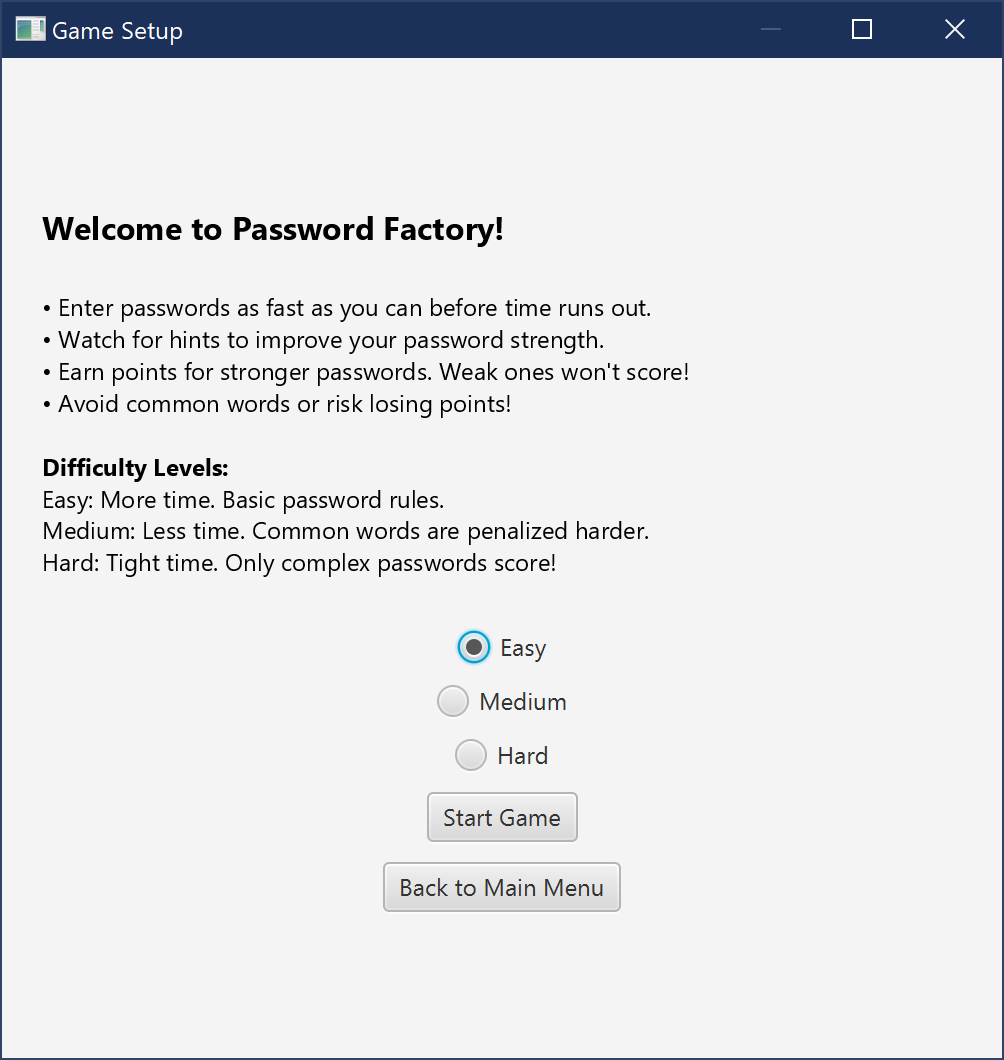 Game Setup
Welcome to Password Factory!
• Enter passwords as fast as you can before time runs out.
• Watch for hints to improve your password strength.
• Earn points for stronger passwords. Weak ones won't score!
• Avoid common words or risk losing points!
Difficulty Levels:
Easy: More time. Basic password rules.
Medium: Less time. Common words are penalized harder.
Hard: Tight time. Only complex passwords score!
Easy
Medium
Hard
Start Game
Back to Main Menu